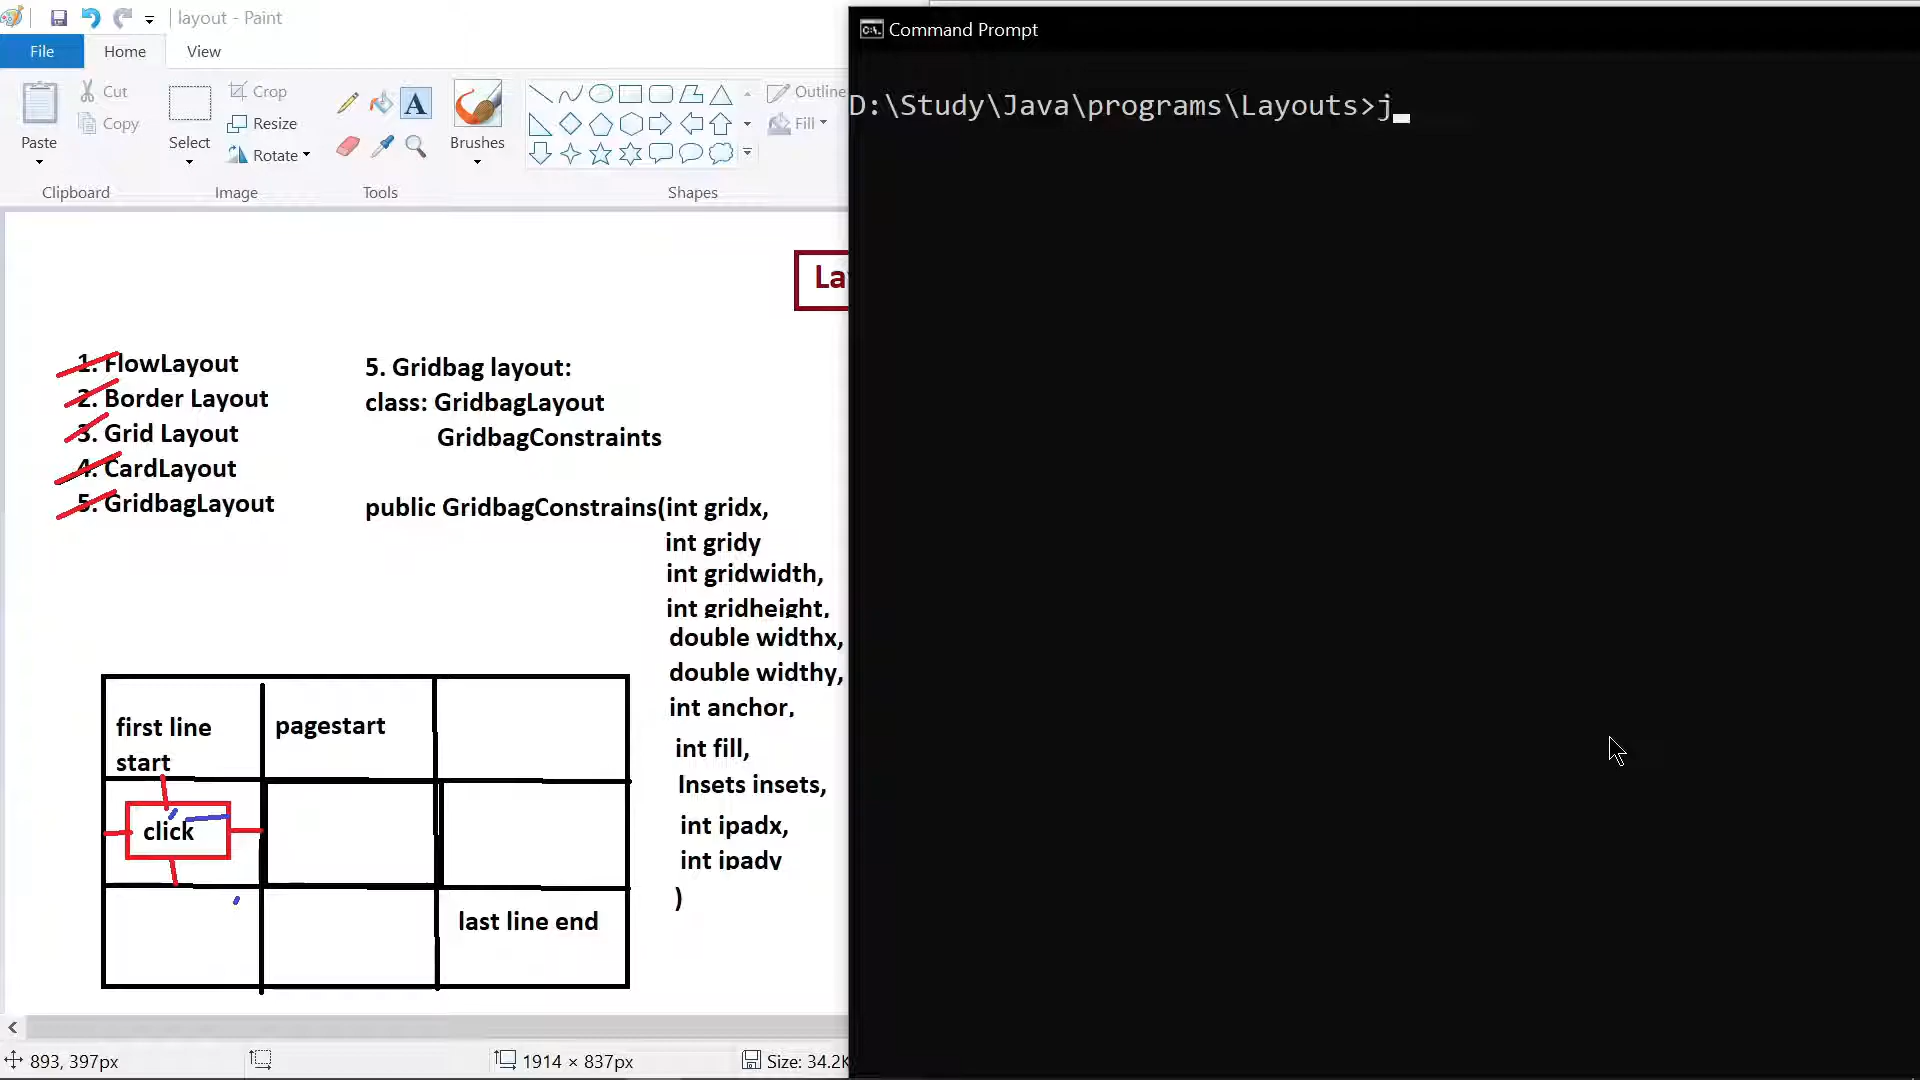 layout - Paint
File
Home
View
Paste
Cut
Copy
Select
Crop
Resize
Rotate
A
Brushes
Outline
Fill
Clipboard
Image
Tools
Shapes
La
1. FlowLayout
2. Border Layout
3. Grid Layout
4. CardLayout
5. GridbagLayout
5. Gridbag layout:
class: GridbagLayout
GridbagConstraints
public GridbagConstrains(int gridx,
int gridy
int gridwidth,
int gridheight,
double widthx,
double widthy,
int anchor,
int fill,
Insets insets,
int ipadx,
int ipady
)
first line
start
pagestart
click
last line end
893, 397px
1914 × 837px
Size: 34.2K
Command Prompt
D:\Study\Java\programs\Layouts>j